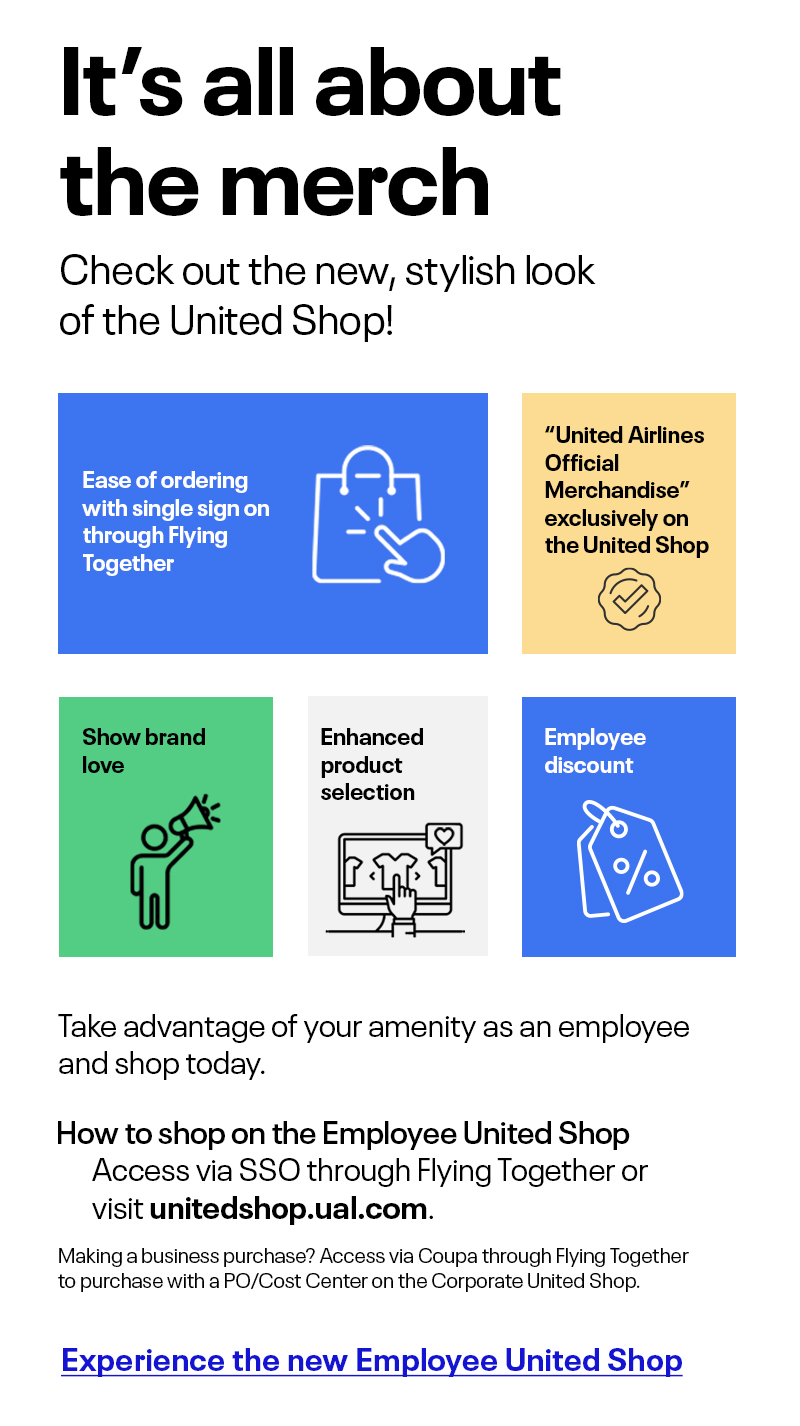 It’s all about
the merch
Check out the new, stylish look
of the United Shop!
Ease of ordering
with single sign on
through Flying
Together
“United Airlines
Official
Merchandise”
exclusively on
the United Shop
Show brand
love
Enhanced
product
selection
Employee
discount
%
Take advantage of your amenity as an employee
and shop today.
How to shop on the Employee United Shop
Access via SSO through Flying Together or
visit unitedshop.ual.com.
Making a business purchase? Access via Coupa through Flying Together
to purchase with a PO/Cost Center on the Corporate United Shop.
Experience the new Employee United Shop